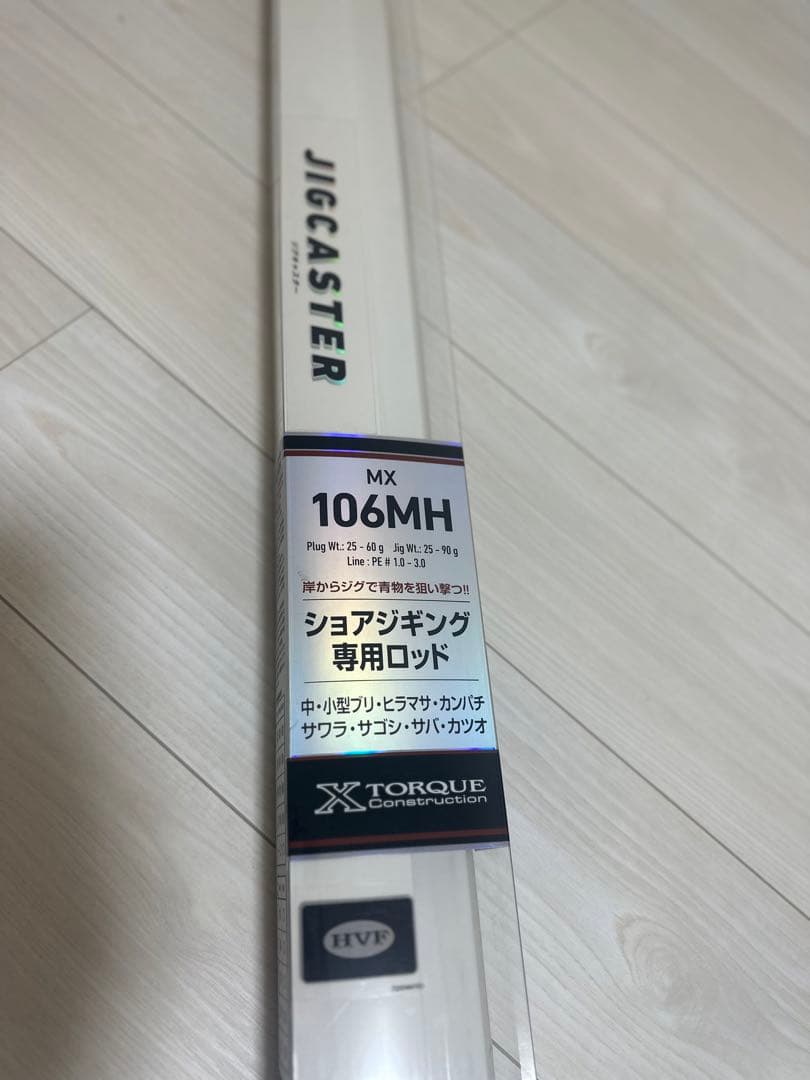 JIGCASTER
ジグキャスター
MX
106MH
Plug Wt.: 25 - 60 g Jig Wt.: 25 - 90 g
Line : PE # 1.0 - 3.0
岸からジグで青物を狙い撃つ!!
ショアジギング
専用ロッド
中・小型ブリ・ヒラマサ・カンパチ
サワラ・サゴシ・サバ・カツオ
X TORQUE
Construction
HVF